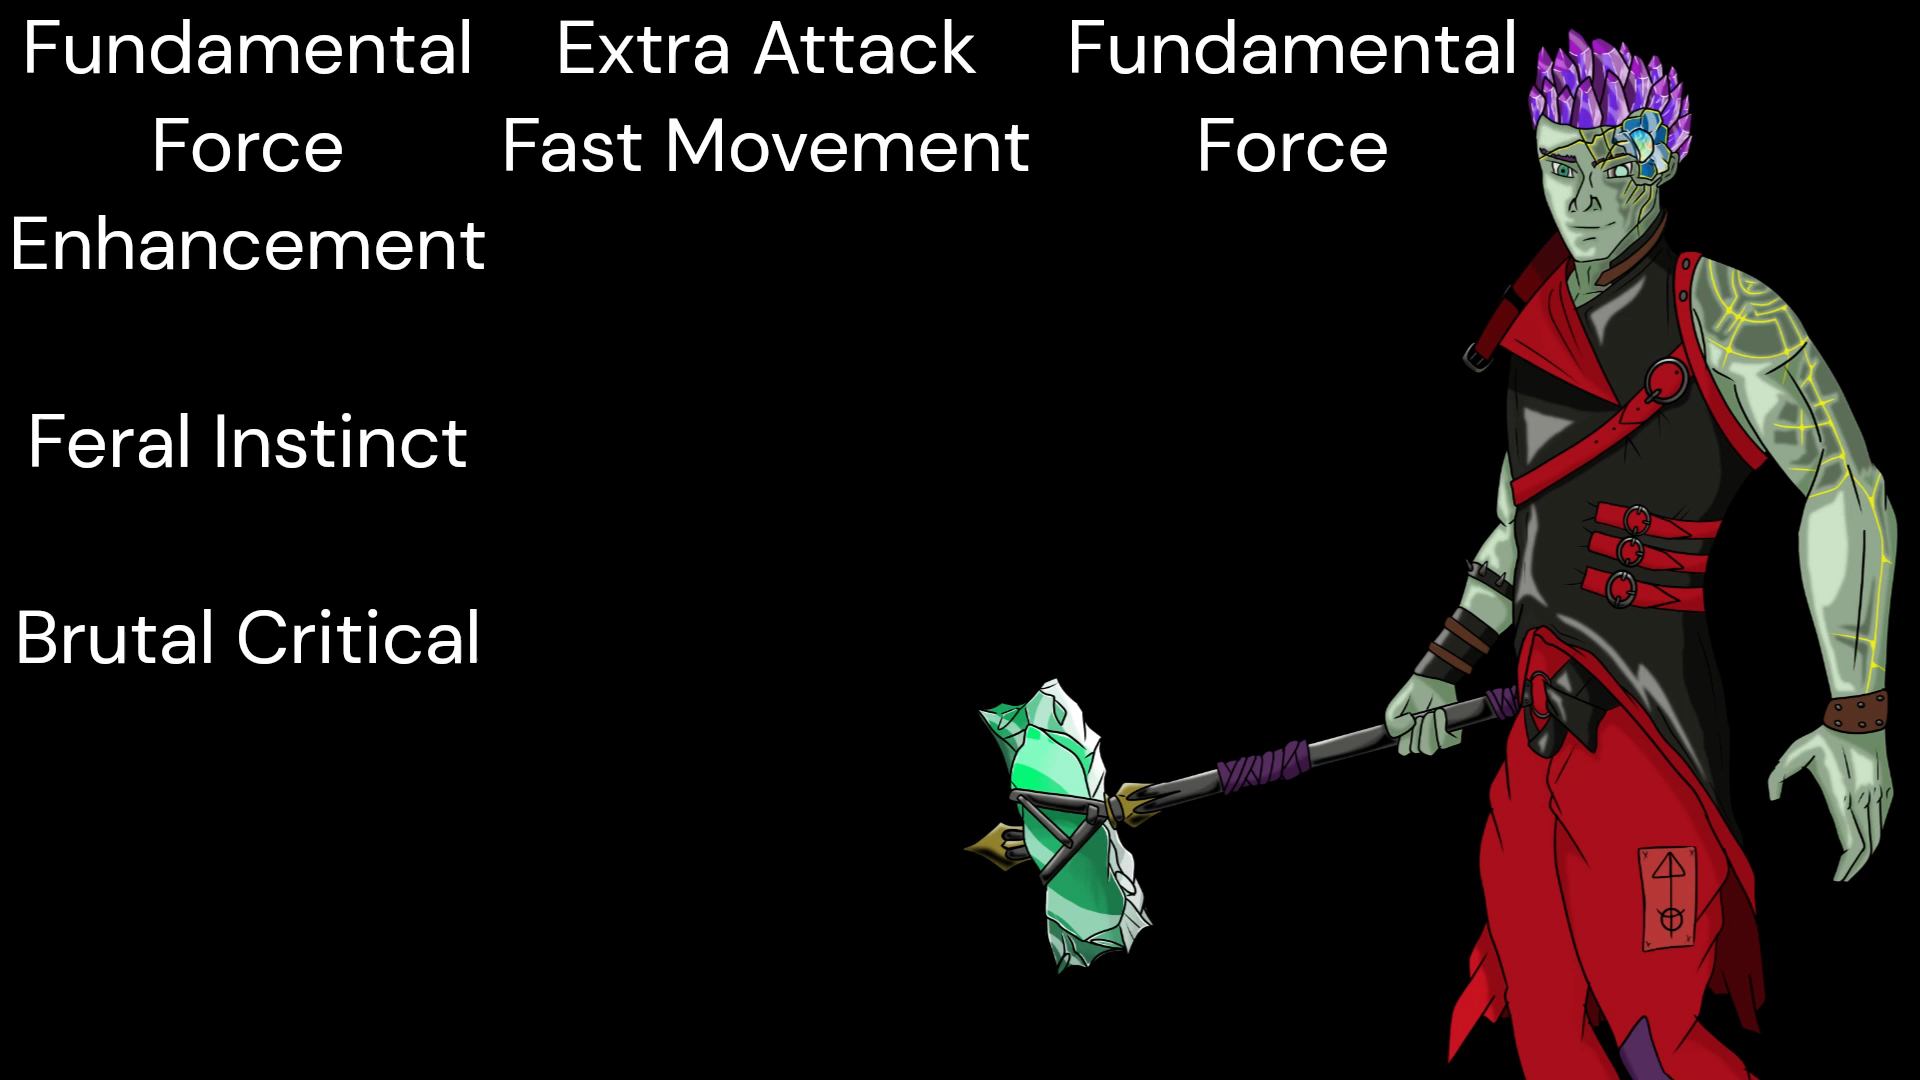 Fundamental
Force
Enhancement
Feral Instinct
Brutal Critical
Extra Attack
Fast Movement
Fundamental
Force